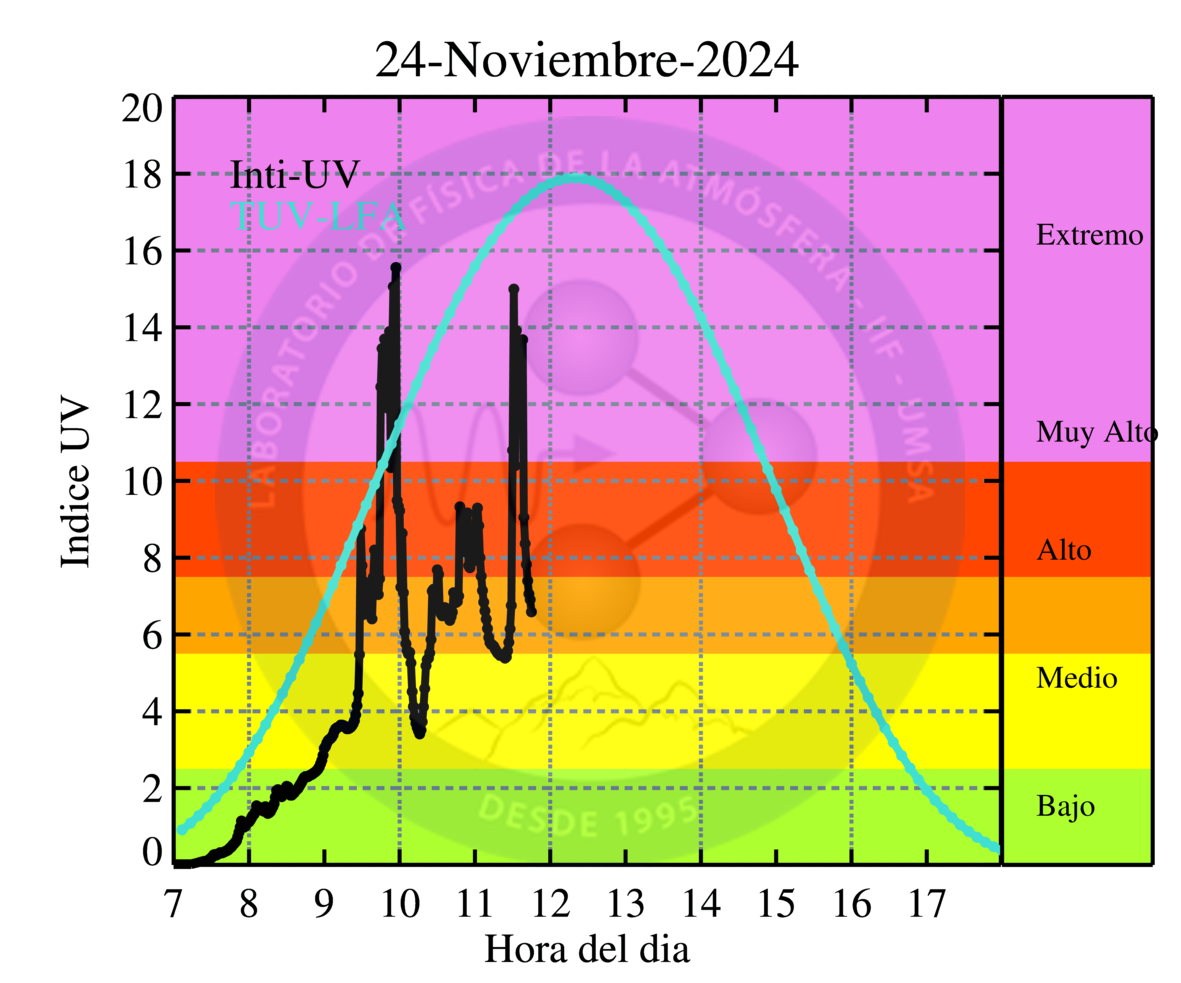 24-Noviembre-2024
20
18
16
14
12
10
8
6
4
2
0
Indice UV
Inti-UV
TUV-LFA
LABORATORIO DE FÍSICA DE LA ATMÓSFERA - IIF - UMSA
DESDE 1995
Extremo
Muy Alto
Alto
Medio
Bajo
7 8 9 10 11 12 13 14 15 16 17
Hora del dia